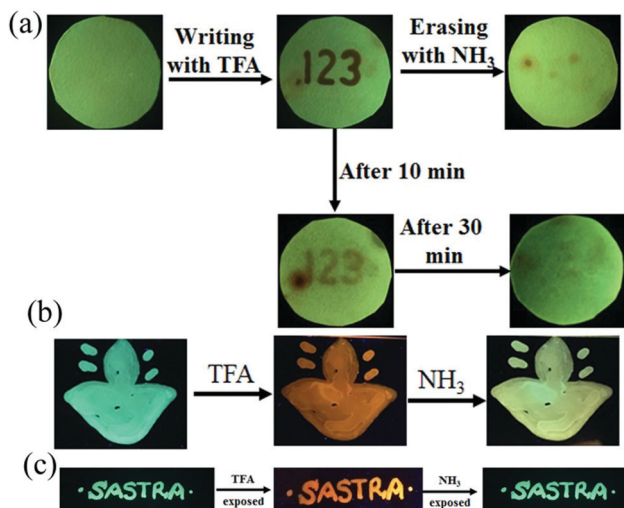 (a)
Writing
with TFA
.123
Erasing
with NH₃
After 10 min
123
After 30
min
(b)
TFA
NH₃
(c)
SASTRA
TFA
exposed
SASTRA
NH₃
exposed
SASTRA